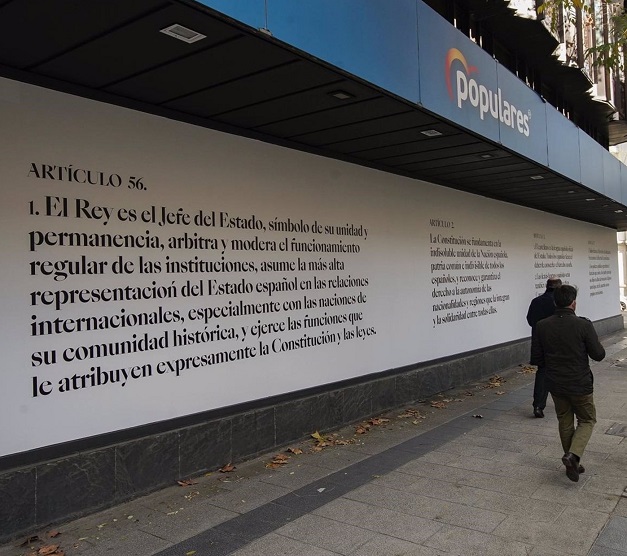 populares
ARTÍCULO 56.
1. El Rey es el Jefe del Estado, símbolo de su unidad y
permanencia, arbitra y modera el funcionamiento
regular de las instituciones, asume la más alta
representación del Estado español en las relaciones
internacionales, especialmente con las naciones de
su comunidad histórica, y ejerce las funciones que
le atribuyen expresamente la Constitución y las leyes.
ARTÍCULO 2.
La Constitución se fundamenta en la
indisoluble unidad de la Nación española,
patria común e indivisible de todos los
españoles, y reconoce y garantiza el
derecho a la autonomía de las
nacionalidades y regiones que la integran
y la solidaridad entre todas ellas.